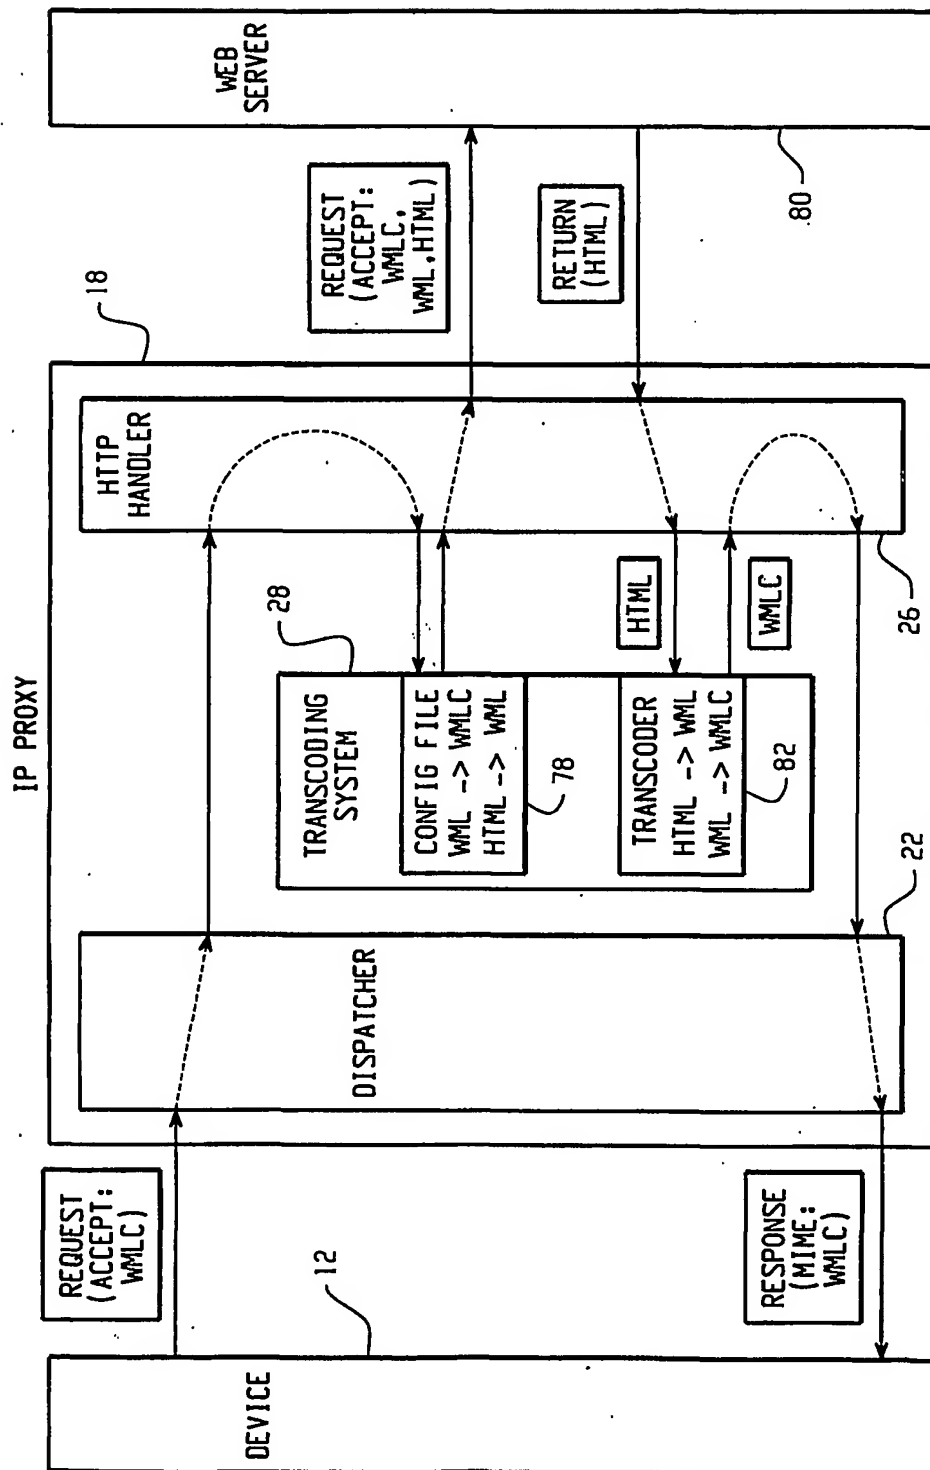 IP PROXY
DEVICE
12
REQUEST
(ACCEPT:
WMLC)
RESPONSE
(MIME:
WMLC)
DISPATCHER
22
TRANSCODING
SYSTEM
28
CONFIG FILE
WML -> WMLC
HTML -> WML
78
TRANSCODER
HTML -> WML
WML -> WMLC
82
HTML
WMLC
HTTP
HANDLER
26
18
REQUEST
(ACCEPT:
WMLC,
WML,HTML)
RETURN
(HTML)
WEB
SERVER
80